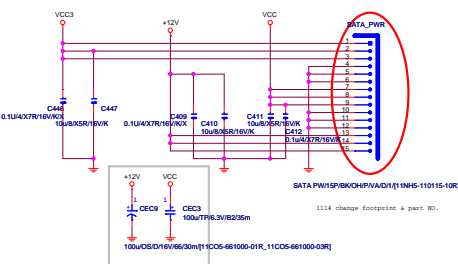 VCC3
+12V
VCC
SATA_PWR
1
2
3
4
5
6
7
8
9
10
11
12
13
14
15
C446
0.1U/4/X7R/16V/K/X
C447
10u/8/X5R/16V/K
C409
0.1U/4/X7R/16V/K/X
C410
10u/8/X5R/16V/K
C411
10u/8/X5R/16V/K
C412
0.1u/4/X7R/16V/K
SATA PW/15P/BK/OH/P/VA/D/1/[11NH5-110115-10R]
1114 change footprint & part NO.
+12V
VCC
1
CEC9
1
CEC3
100u/TP/6.3V/B2/35m
100u/OS/D/16V/66/30m/[11CO5-661000-01R_11CO5-661000-03R]